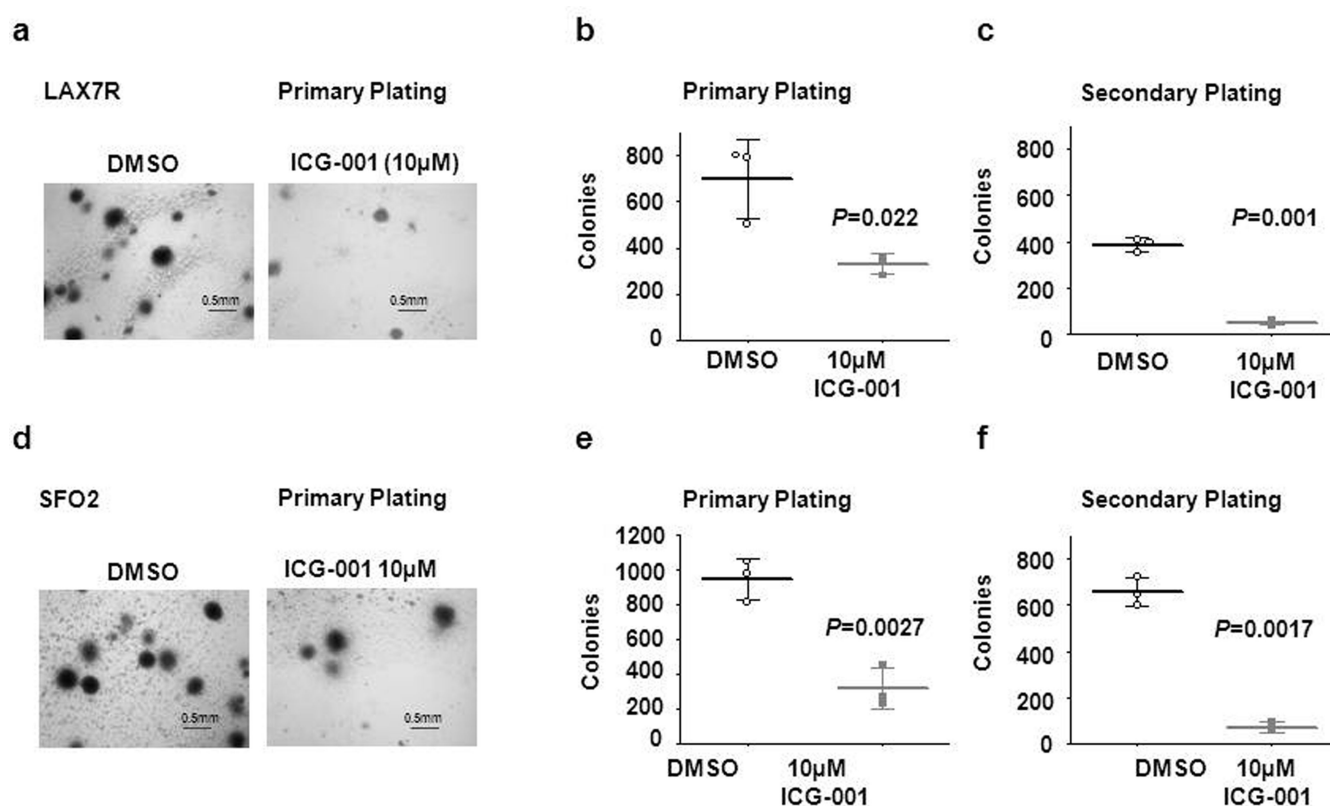 a
LAX7R
Primary Plating
DMSO
ICG-001 (10µM)
0.5mm
0.5mm
b
Primary Plating
Colonies
800
600
400
200
0
P=0.022
DMSO
10µM
ICG-001
c
Secondary Plating
Colonies
800
600
400
200
0
P=0.001
DMSO
10µM
ICG-001
d
SFO2
Primary Plating
DMSO
ICG-001 10µM
0.5mm
0.5mm
e
Primary Plating
Colonies
1200
1000
800
600
400
200
0
P=0.0027
DMSO
10µM
ICG-001
f
Secondary Plating
Colonies
800
600
400
200
0
P=0.0017
DMSO
10µM
ICG-001